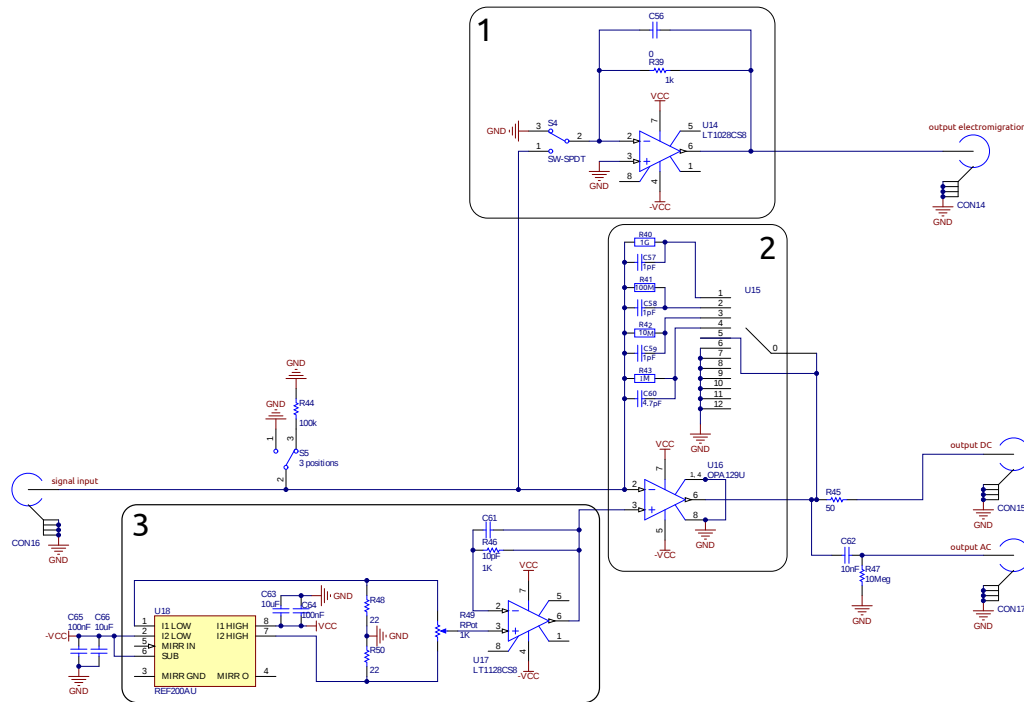 1
C56
0
R39
1k
VCC
7
S4
GND
3
2
1
SW-SPDT
2
3
8
5
U14
LT1028CS8
6
1
4
GND
-VCC
output electromigration
CON14
GND
2
R40
1G
C57
1pF
R41
100M
C58
1pF
R42
10M
C59
1pF
R43
1M
C60
4.7pF
U15
1
2
3
4
5
6
7
8
9
10
11
12
0
GND
VCC
7
U16
1, 4
OPA129U
2
3
6
8
5
-VCC
GND
R45
50
output DC
CON15
GND
C62
10nF
R47
10Meg
GND
output AC
CON17
GND
GND
R44
100k
GND
1
3
S5
3 positions
2
signal input
CON16
GND
3
C61
R46
10pF
1K
VCC
7
2
3
8
5
6
1
4
U17
LT1128CS8
-VCC
R49
RPot
1K
R48
22
GND
R50
22
C63
10uF
C64
100nF
GND
VCC
U18
1
2
5
6
3
I1 LOW
I2 LOW
MIRR IN
SUB
MIRR GND
I1 HIGH
I2 HIGH
MIRR O
8
7
4
REF200AU
C65
100nF
C66
10uF
-VCC
GND